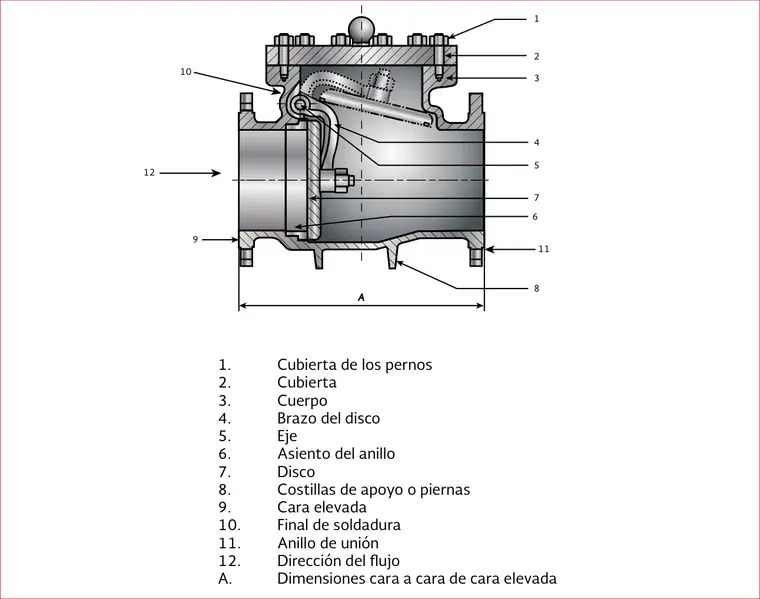 1
2
10
3
4
5
12
7
6
9
11
8
A
1. Cubierta de los pernos
2. Cubierta
3. Cuerpo
4. Brazo del disco
5. Eje
6. Asiento del anillo
7. Disco
8. Costillas de apoyo o piernas
9. Cara elevada
10. Final de soldadura
11. Anillo de unión
12. Dirección del flujo
A. Dimensiones cara a cara de cara elevada